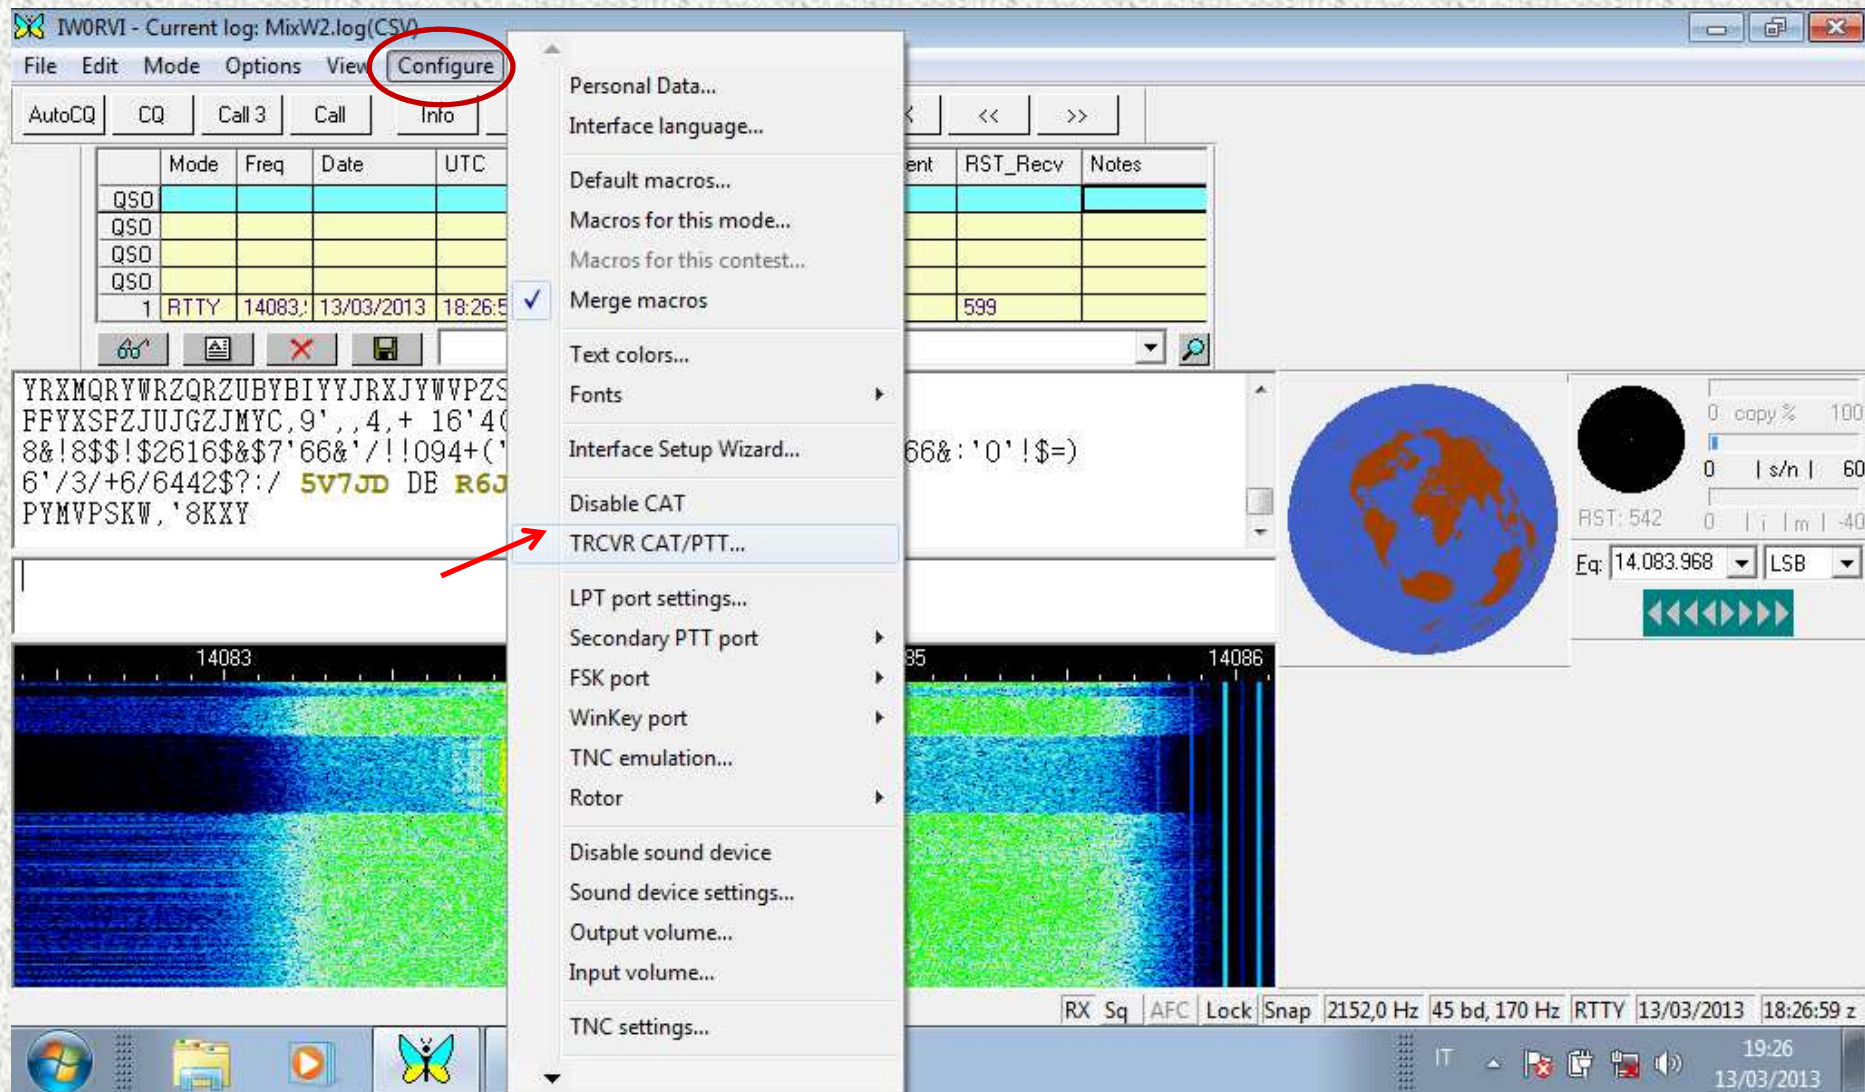 IW0RVI - Current log: MixW2.log(CSV)
File Edit Mode Options View Configure
AutoCQ CQ Call 3 Call Info << >>
Mode Freq Date UTC RST_Recv Notes
QSO
QSO
QSO
QSO
1 RTTY 14083, 13/03/2013 18:26:5 599
YRXMQRYWRZQRZUBYBIYYJRXJYWVPZS
FFYXSFZJUJGZJMYC,9',,4,+ 16'4(
8&!8$$!$2616$&$7'66&'/!!094+(' 66&:'0'!$=)
6'/3/+6/6442$?:/ 5V7JD DE R6J
PYMVPSKW,'8KXY
Personal Data...
Interface language...
Default macros...
Macros for this mode...
Macros for this contest...
Merge macros
Text colors...
Fonts
Interface Setup Wizard...
Disable CAT
TRCVR CAT/PTT...
LPT port settings...
Secondary PTT port
FSK port
WinKey port
TNC emulation...
Rotor
Disable sound device
Sound device settings...
Output volume...
Input volume...
TNC settings...
0 copy% 100
0 | s/n | 60
RST: 542 0 | i | m | -40
Fq: 14.083.968 LSB
14083 85 14086
RX Sq AFC Lock Snap 2152,0 Hz 45 bd, 170 Hz RTTY 13/03/2013 18:26:59 z
IT 19:26
13/03/2013